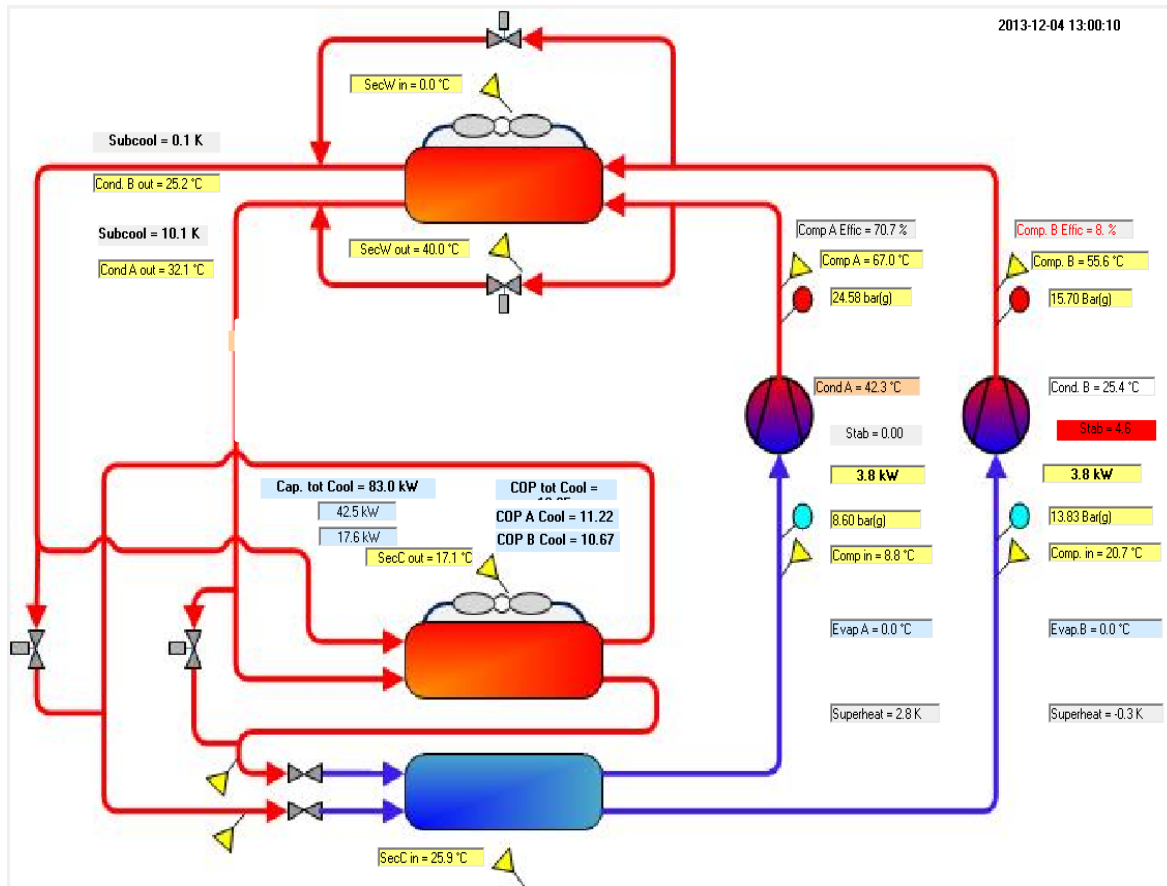 2013-12-04 13:00:10
SecW in = 0.0 °C
Subcool = 0.1 K
Cond. B out = 25.2 °C
Subcool = 10.1 K
Cond A out = 32.1 °C
SecW out = 40.0 °C
Comp A Effic = 70.7 %
Comp. B Effic = 8. %
Comp A = 67.0 °C
Comp. B = 55.6 °C
24.58 bar(g)
15.70 Bar(g)
Cond A = 42.3 °C
Cond. B = 25.4 °C
Stab = 0.00
Stab = 4.6
3.8 kW
3.8 kW
Cap. tot Cool = 83.0 kW
COP tot Cool =
42.5 kW
COP A Cool = 11.22
17.6 kW
COP B Cool = 10.67
8.60 bar(g)
13.83 Bar(g)
SecC out = 17.1 °C
Comp in = 8.8 °C
Comp. in = 20.7 °C
Evap A = 0.0 °C
Evap.B = 0.0 °C
Superheat = 2.8 K
Superheat = -0.3 K
SecC in = 25.9 °C